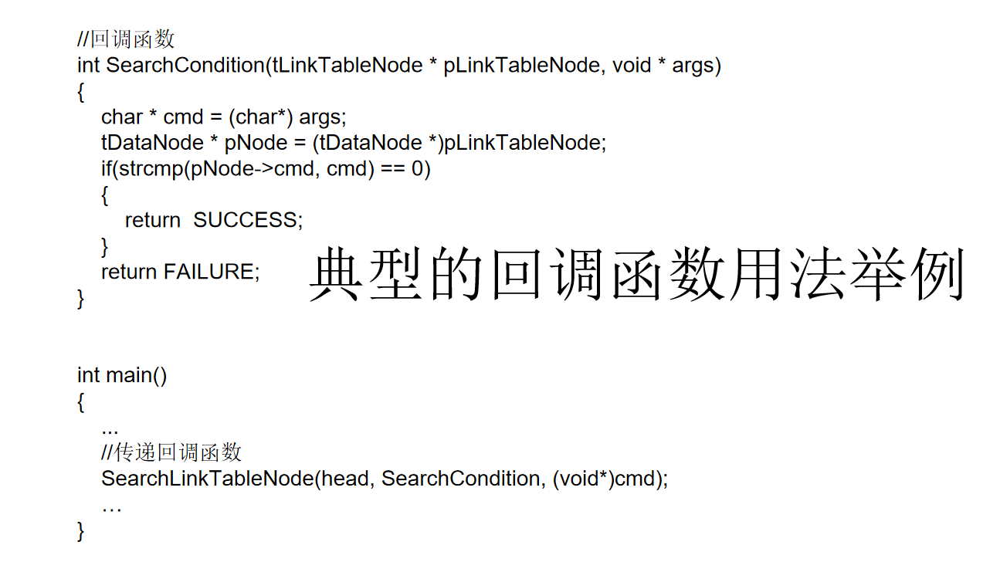 //回调函数
int SearchCondition(tLinkTableNode * pLinkTableNode, void * args)
{
char * cmd = (char*) args;
tDataNode * pNode = (tDataNode *)pLinkTableNode;
if(strcmp(pNode->cmd, cmd) == 0)
{
return  SUCCESS;
}
return FAILURE;
}
典型的回调函数用法举例
int main()
{
...
//传递回调函数
SearchLinkTableNode(head, SearchCondition, (void*)cmd);
…
}